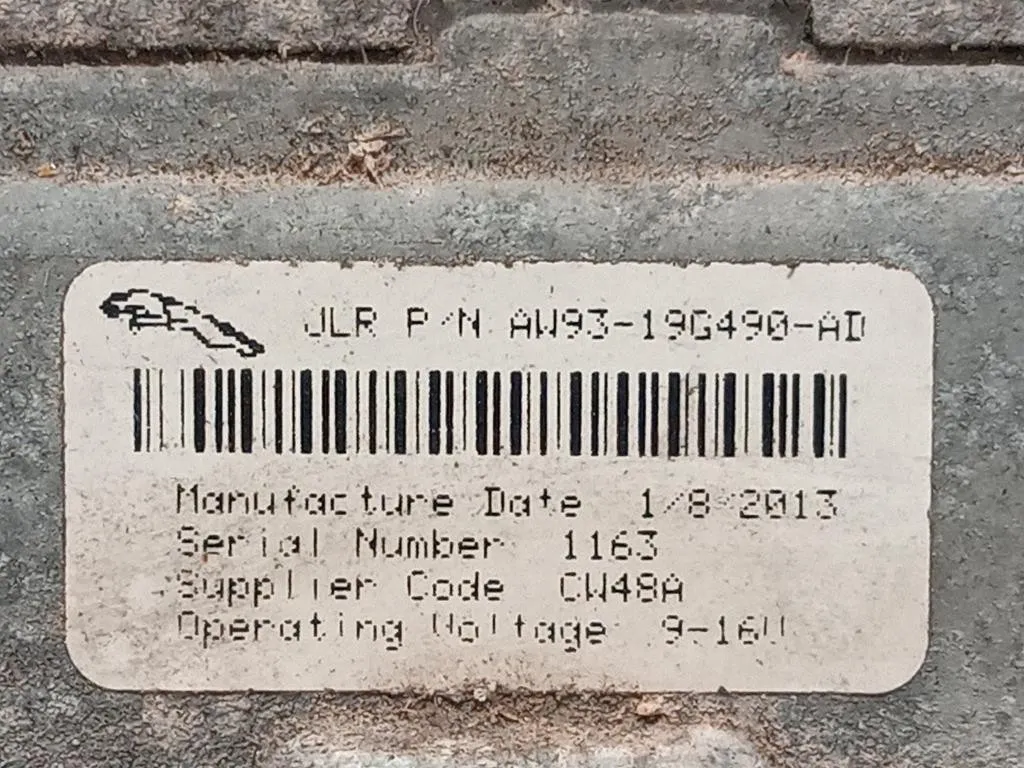 JLR P/N AW93-19G490-AD
Manufacture Date 1/8/2013
Serial Number 1163
Supplier Code CW48A
Operating Voltage 9-16V